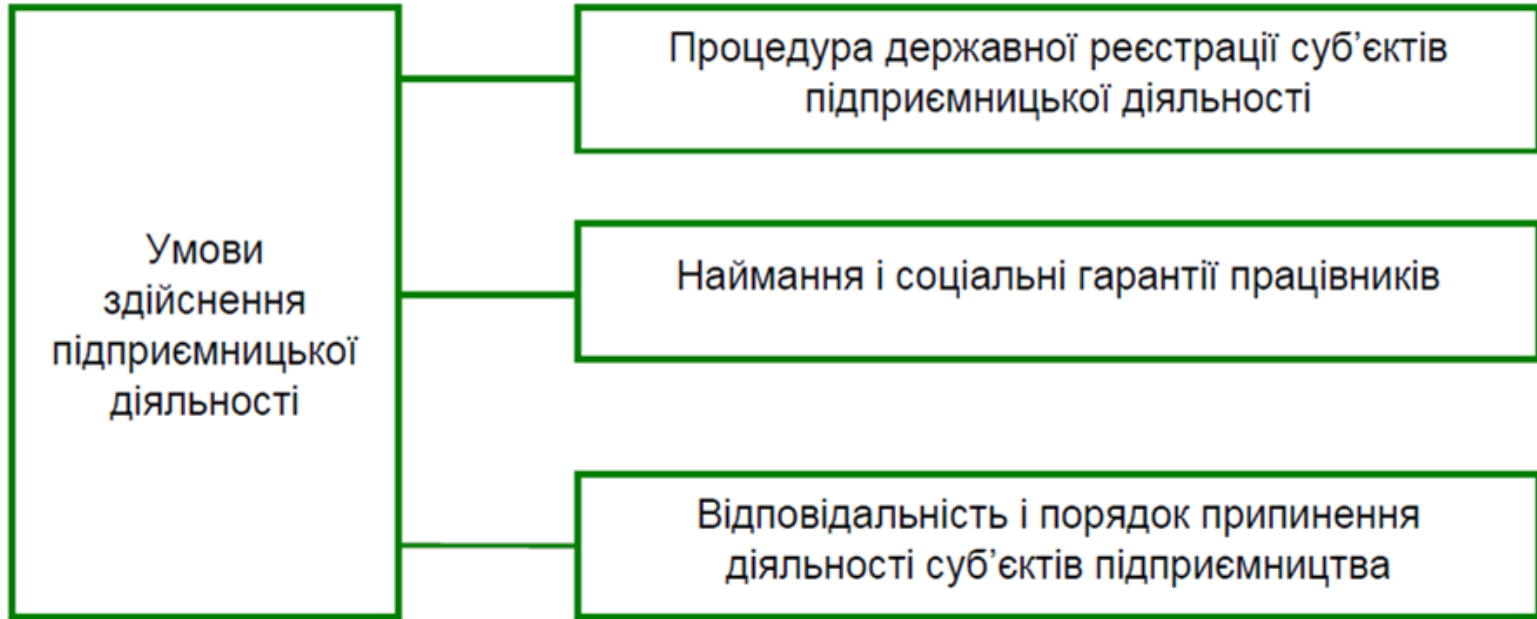 Умови
здійснення
підприємницької
діяльності
Процедура державної реєстрації суб’єктів
підприємницької діяльності
Наймання і соціальні гарантії працівників
Відповідальність і порядок припинення
діяльності суб’єктів підприємництва